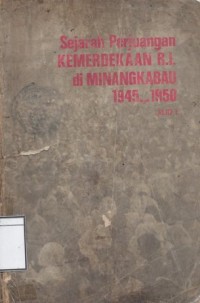 Sejarah Perjuangan
KEMERDEKAAN R.I.
di MINANGKABAU
1945...1950